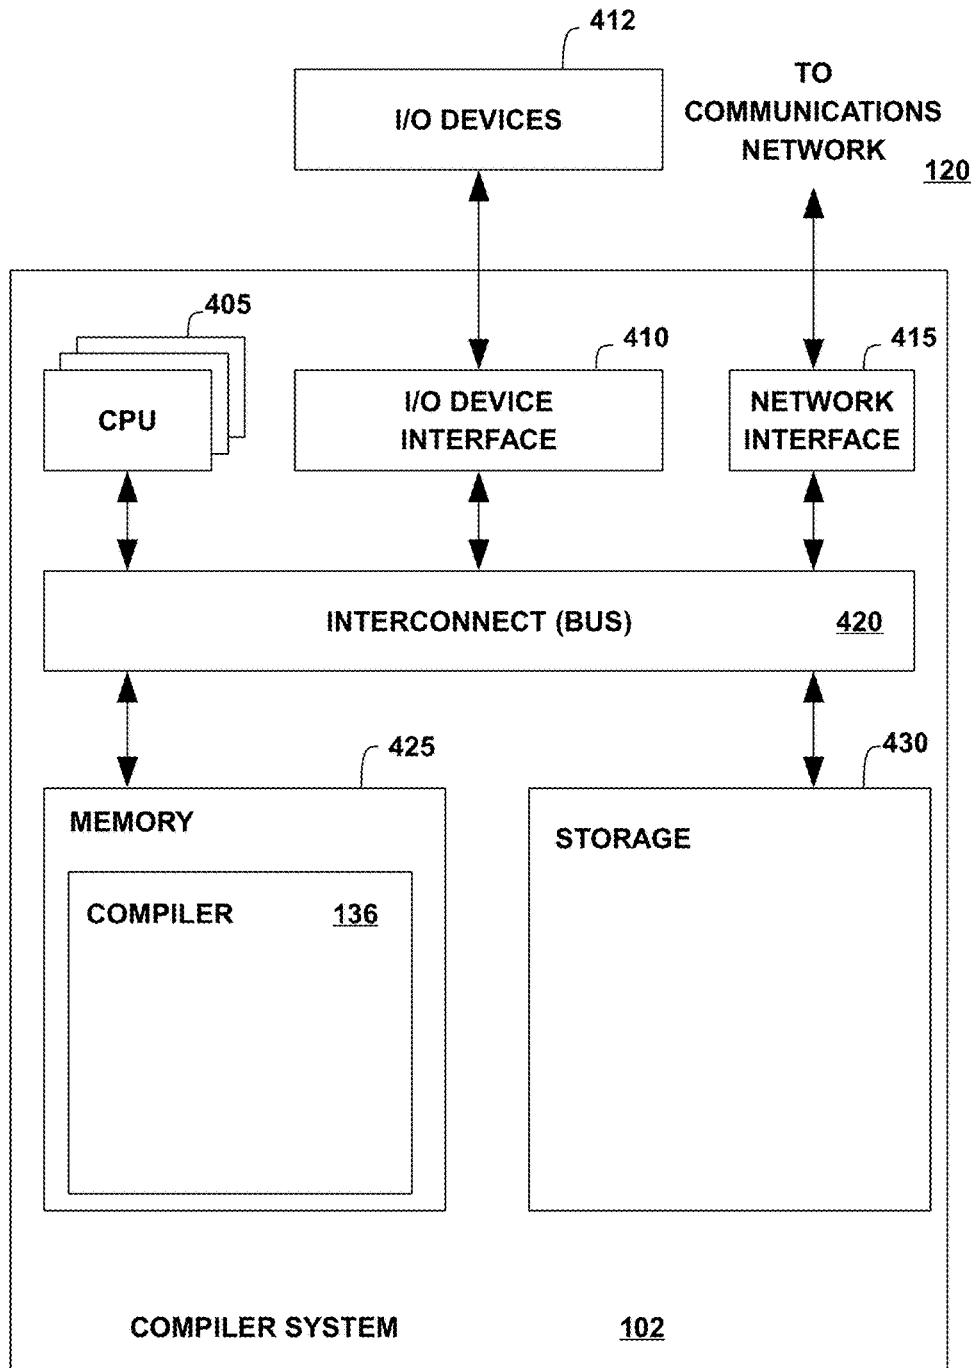 412
I/O DEVICES
TO
COMMUNICATIONS
NETWORK
120
405
CPU
410
I/O DEVICE
INTERFACE
415
NETWORK
INTERFACE
INTERCONNECT (BUS) 420
425
MEMORY
COMPILER 136
430
STORAGE
COMPILER SYSTEM 102